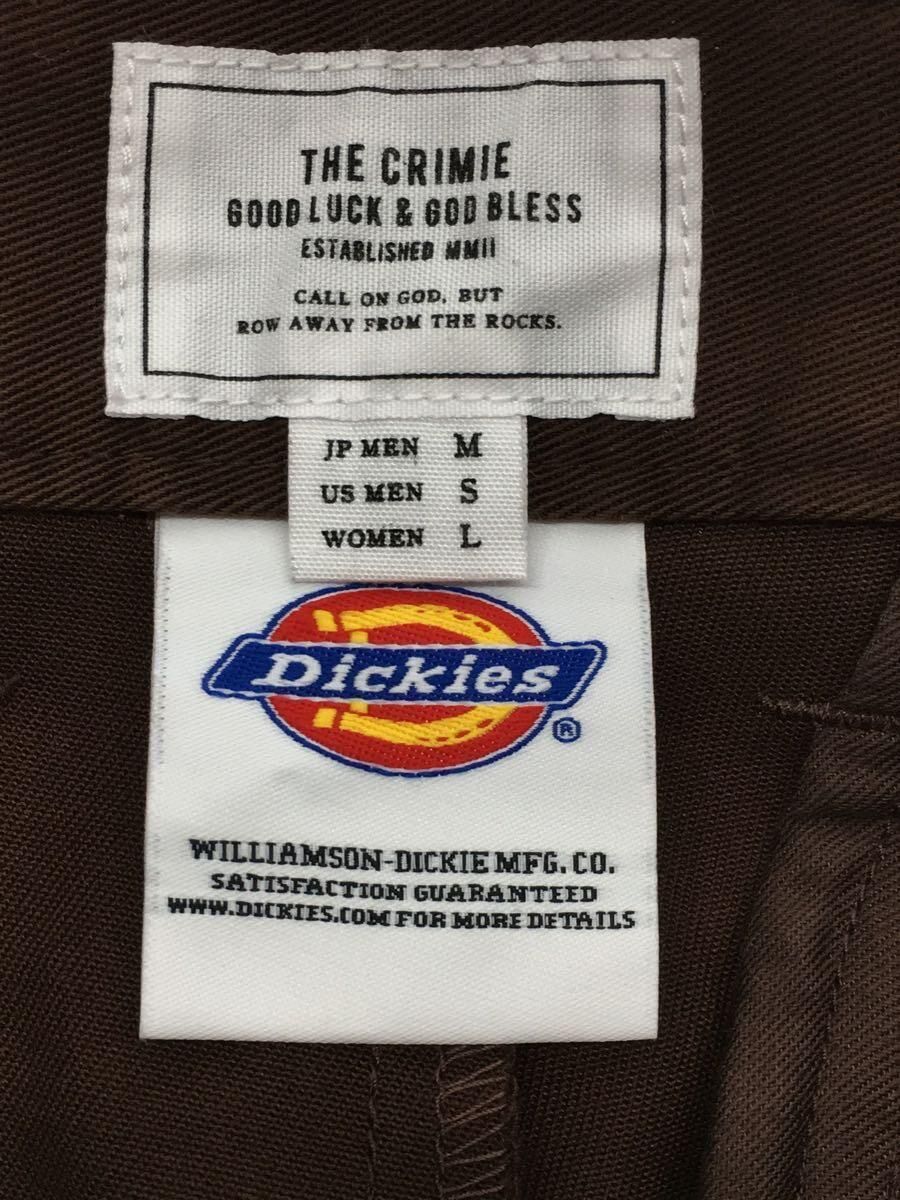 THE CRIMIE
GOOD LUCK & GOD BLESS
ESTABLISHED MMII
CALL ON GOD, BUT
ROW AWAY FROM THE ROCKS.
JP MEN M
US MEN S
WOMEN L
Dickies
®
WILLIAMSON-DICKIE MFG. CO.
SATISFACTION GUARANTEED
WWW.DICKIES.COM FOR MORE DETAILS